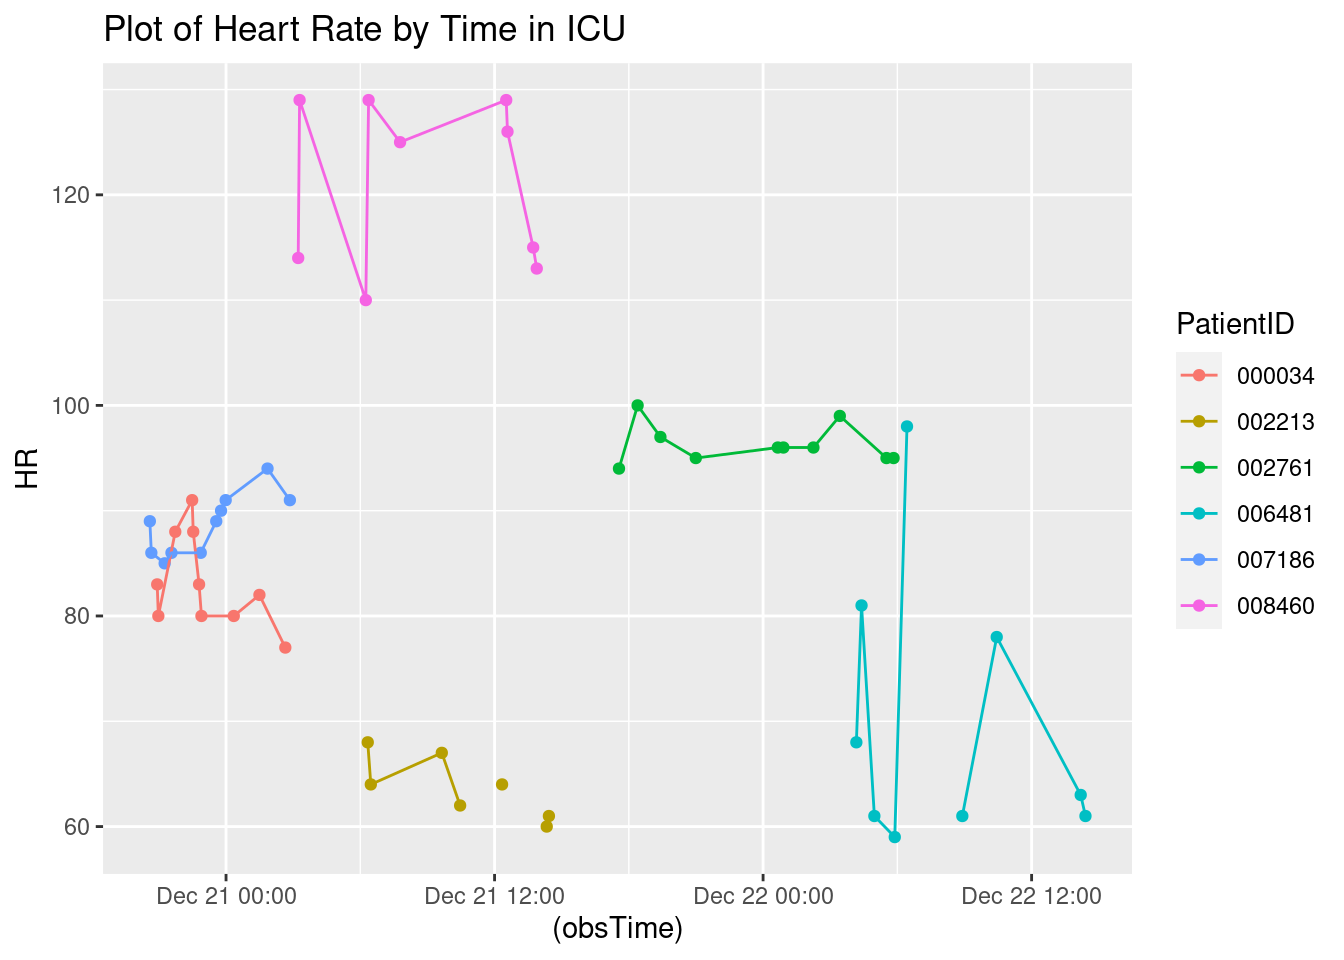 Plot of Heart Rate by Time in ICU
HR
120
100
80
60
Dec 21 00:00 Dec 21 12:00 Dec 22 00:00 Dec 22 12:00
(obsTime)
PatientID
000034
002213
002761
006481
007186
008460